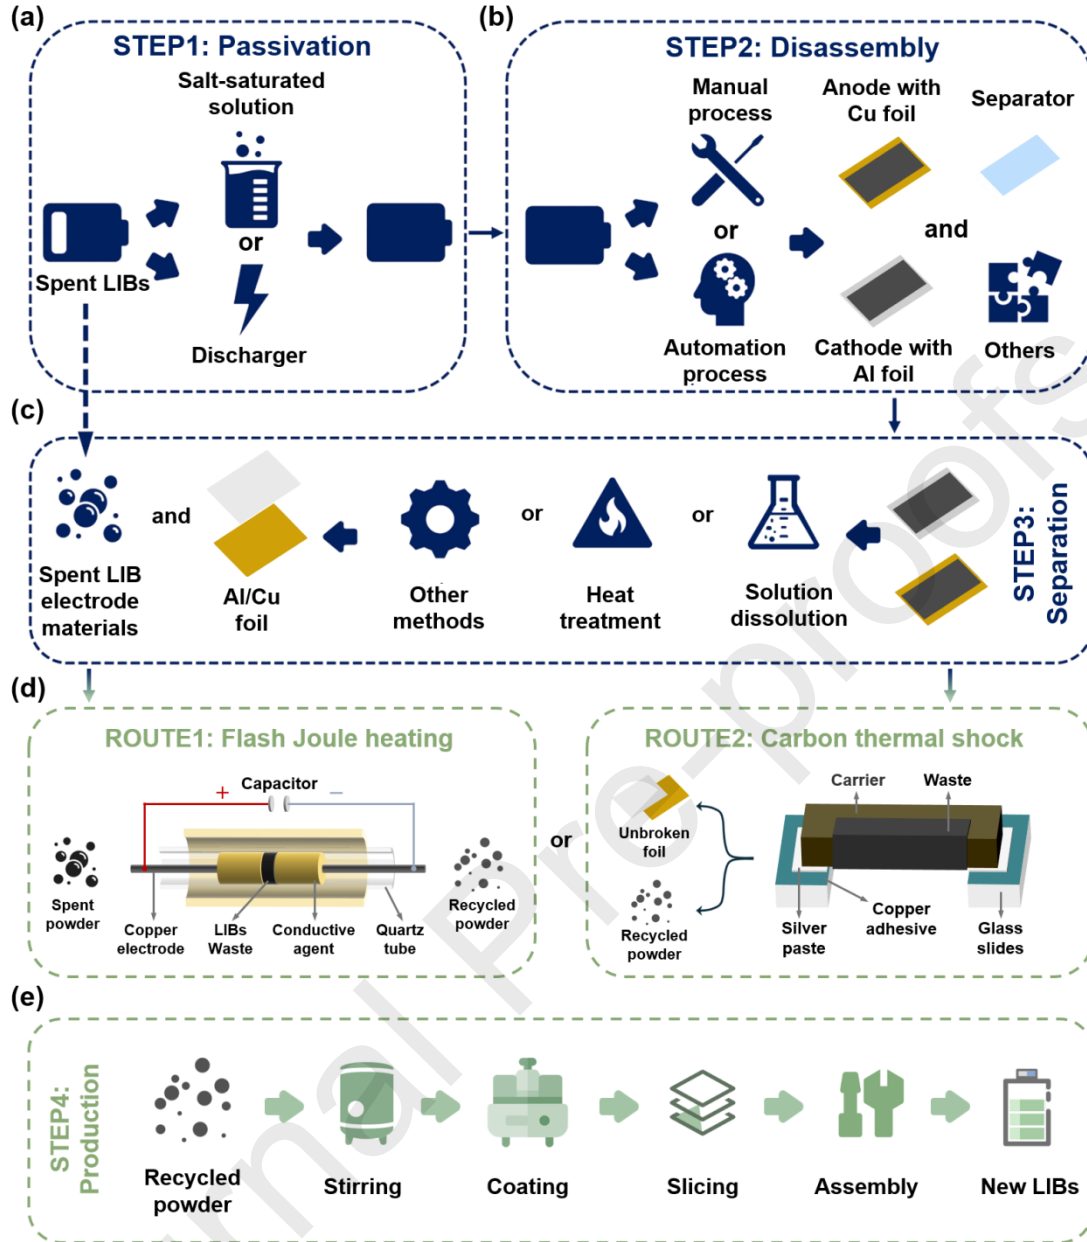 (a)
STEP1: Passivation
Salt-saturated
solution
or
Spent LIBs
Discharger
(b)
STEP2: Disassembly
Manual
process
Anode with
Cu foil
Separator
or
and
Automation
process
Cathode with
Al foil
Others
(c)
STEP3:
Separation
and
or
or
Spent LIB
electrode
materials
Al/Cu
foil
Other
methods
Heat
treatment
Solution
dissolution
(d)
ROUTE1: Flash Joule heating
Capacitor
+
−
Spent
powder
Recycled
powder
Copper
electrode
LIBs
Waste
Conductive
agent
Quartz
tube
or
ROUTE2: Carbon thermal shock
Carrier
Waste
Unbroken
foil
Recycled
powder
Silver
paste
Copper
adhesive
Glass
slides
(e)
STEP4:
Production
Recycled
powder
Stirring
Coating
Slicing
Assembly
New LIBs
rnal Pre-proofs